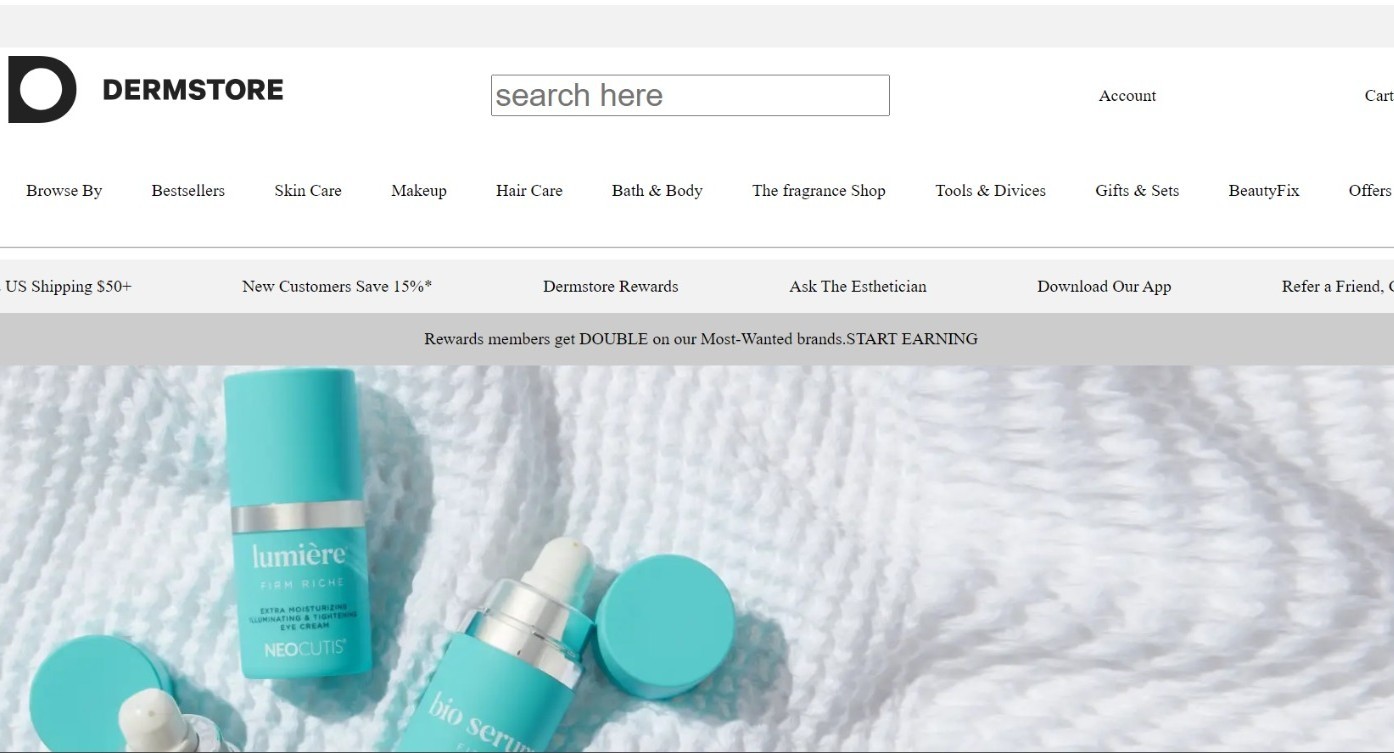 DERMSTORE
search here
Account
Cart
Browse By
Bestsellers
Skin Care
Makeup
Hair Care
Bath & Body
The fragrance Shop
Tools & Divices
Gifts & Sets
BeautyFix
Offers
US Shipping $50+
New Customers Save 15%*
Dermstore Rewards
Ask The Esthetician
Download Our App
Refer a Friend,
Rewards members get DOUBLE on our Most-Wanted brands.START EARNING
lumière
FIRM RICHE
EXTRA MOISTURIZING
ILLUMINATING & TIGHTENING
EYE CREAM
NEOCUTIS®
bio serum